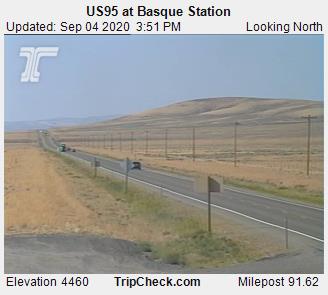 US95 at Basque Station
Updated: Sep 04 2020 3:51 PM Looking North
Elevation 4460 TripCheck.com Milepost 91.62